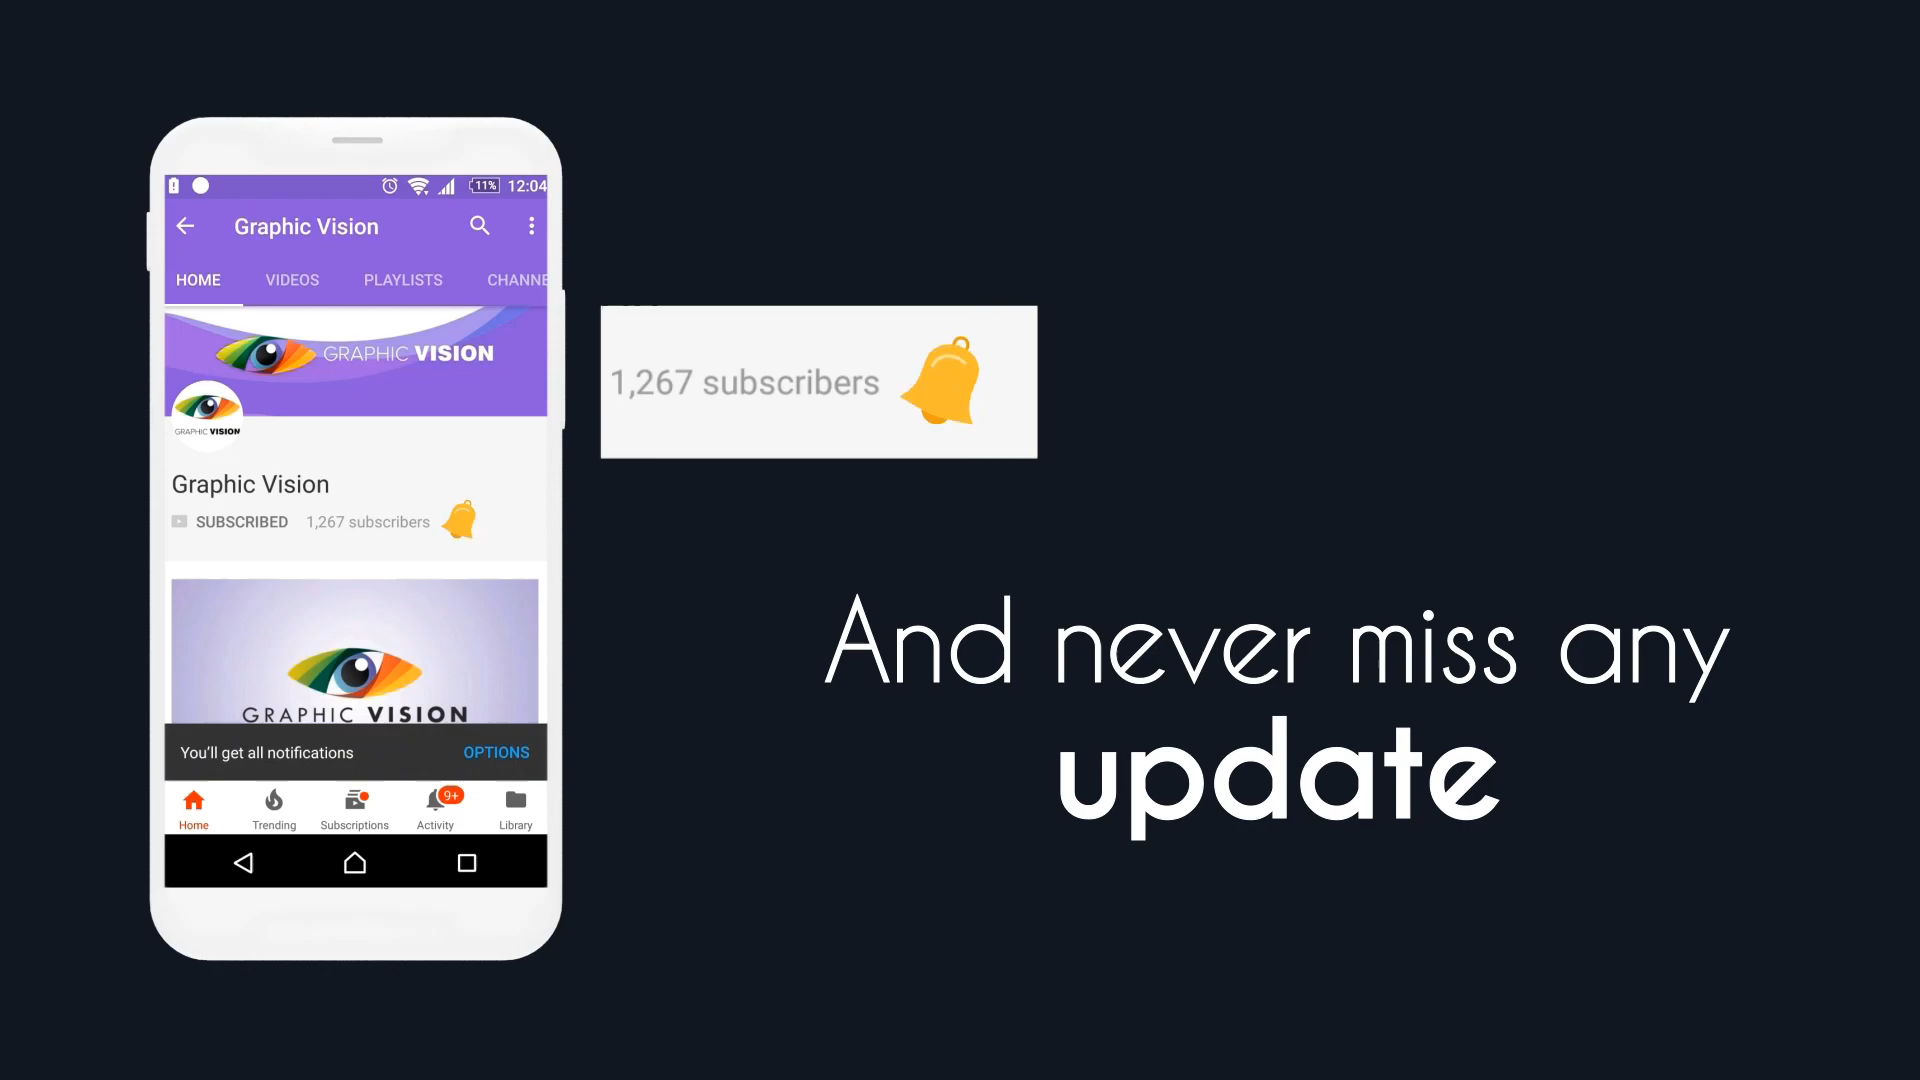 11% 12:04
Graphic Vision
HOME VIDEOS PLAYLISTS CHANNE
GRAPHIC VISION
GRAPHIC VISION
Graphic Vision
SUBSCRIBED 1,267 subscribers
GRAPHIC VISION
You'll get all notifications OPTIONS
9+
Home Trending Subscriptions Activity Library
1,267 subscribers
And never miss any
update